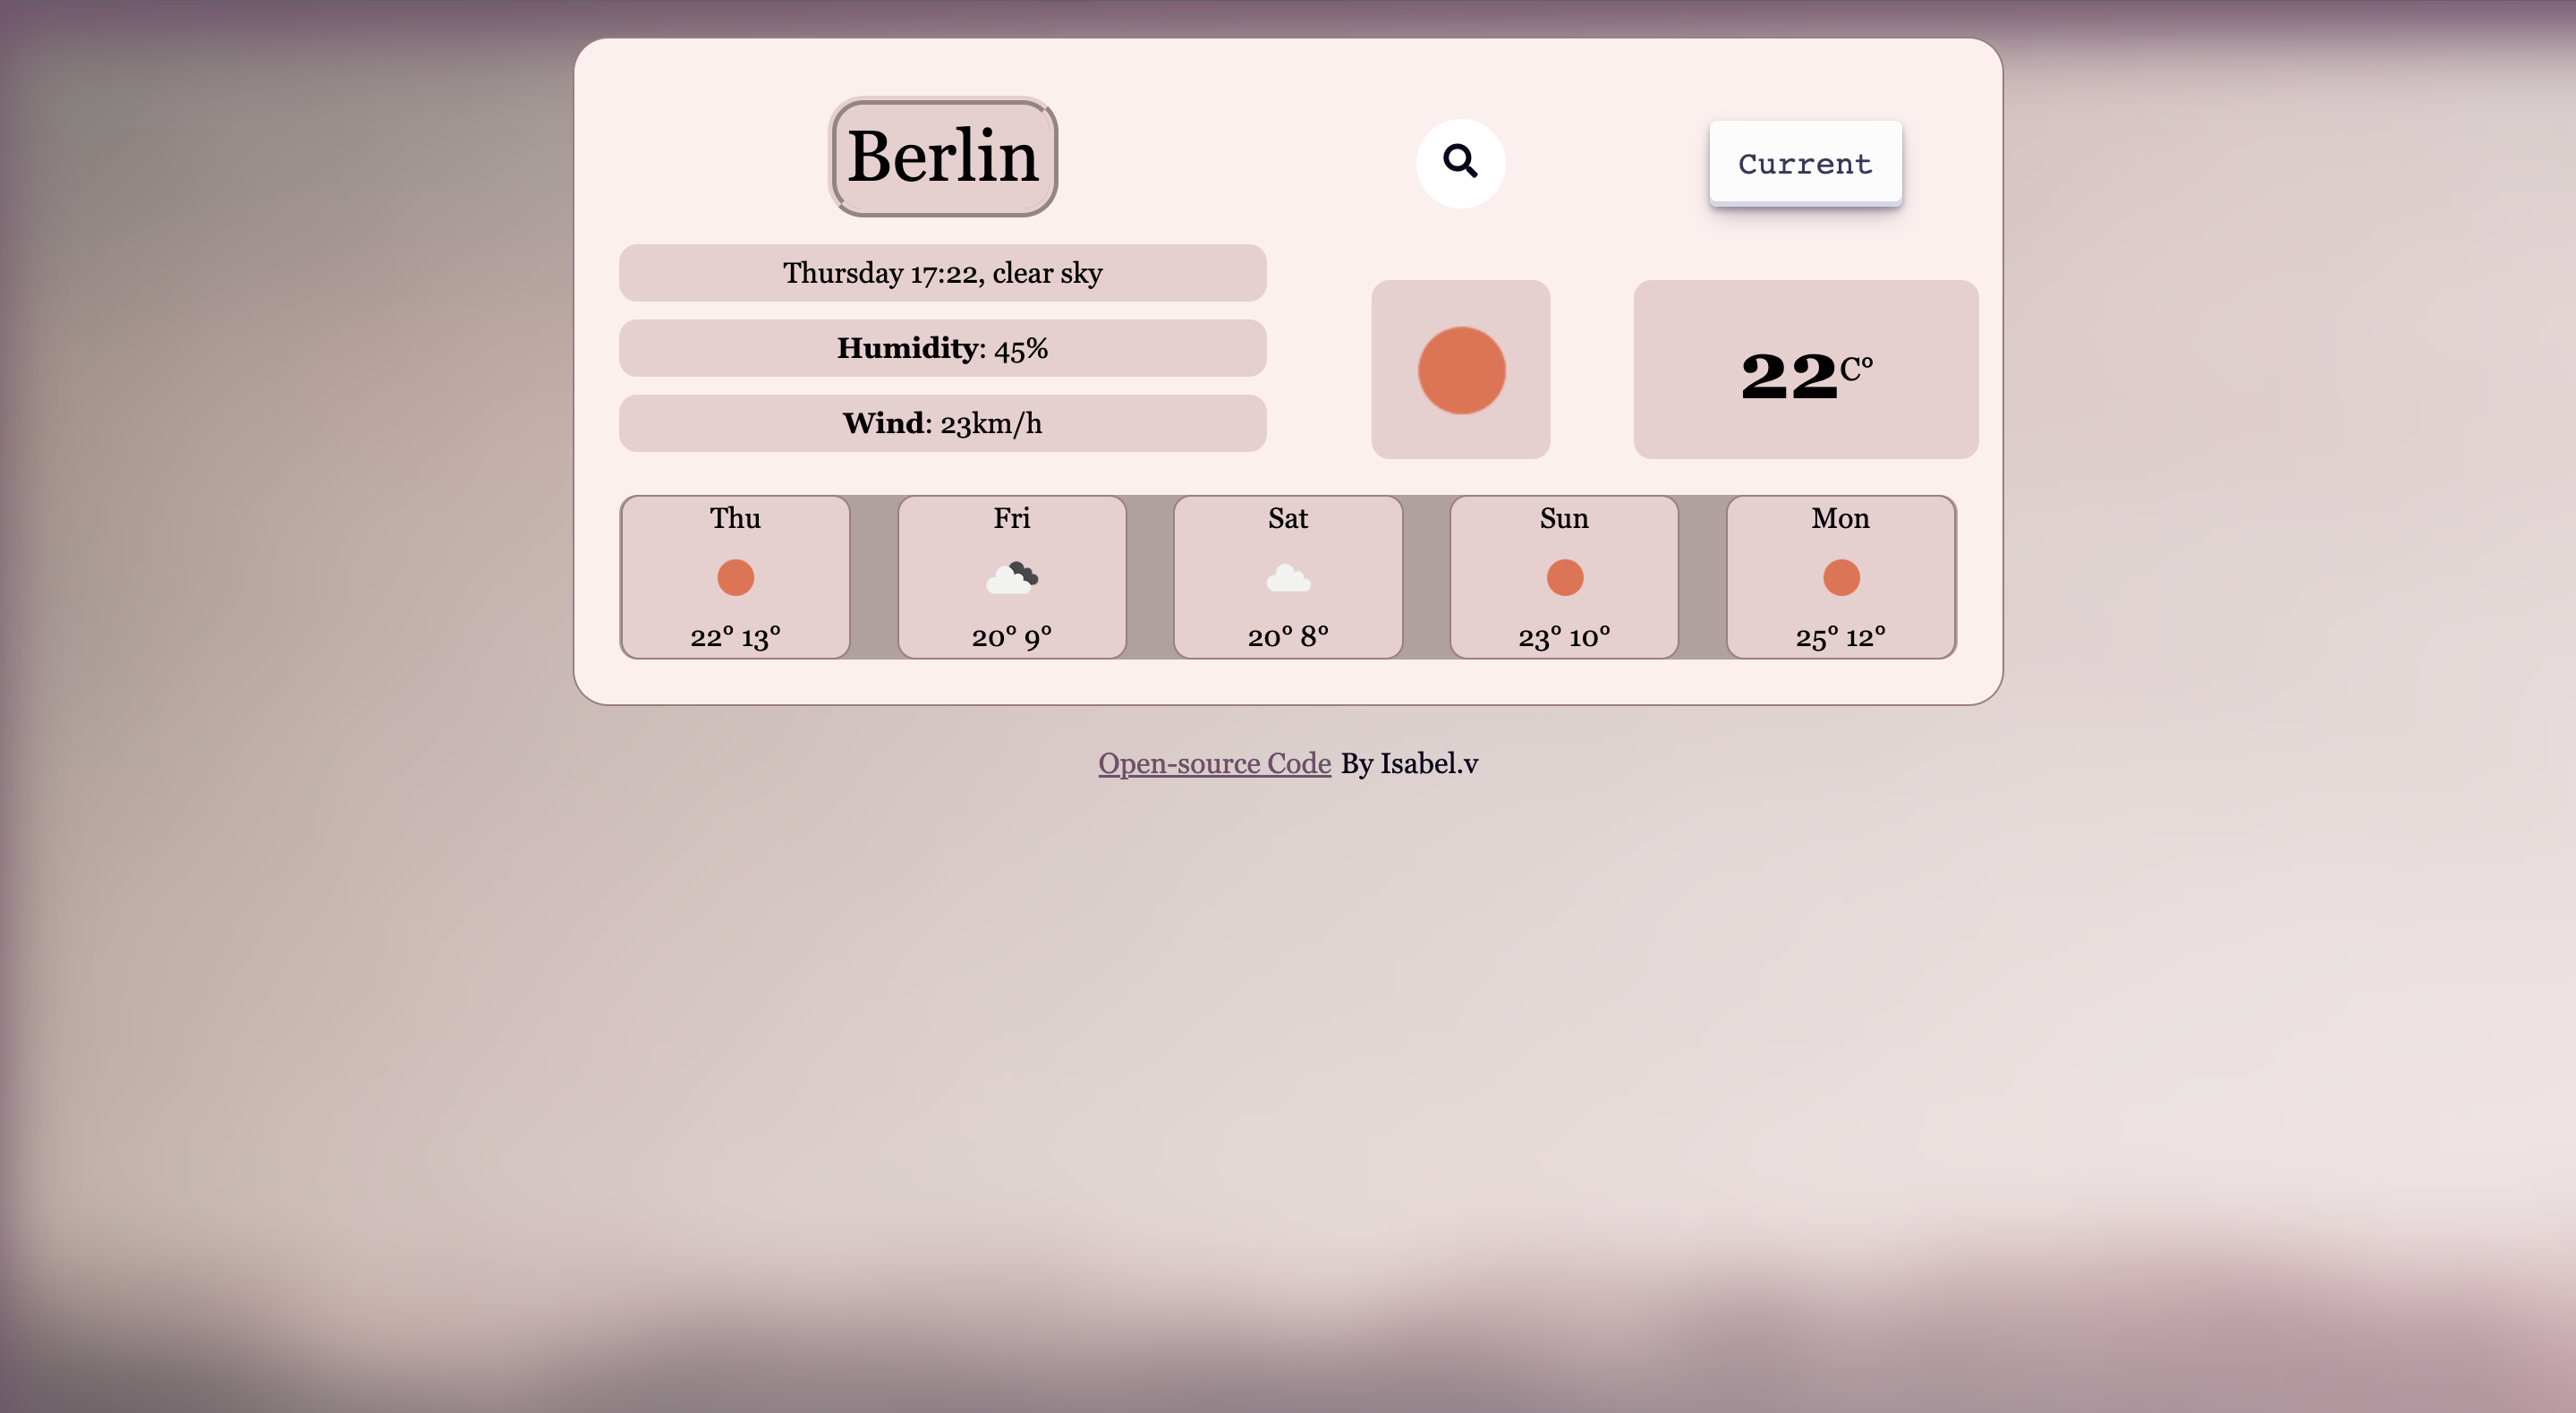 Berlin
Current
Thursday 17:22, clear sky
Humidity: 45%
Wind: 23km/h
22C°
Thu Fri Sat Sun Mon
22° 13° 20° 9° 20° 8° 23° 10° 25° 12°
Open-source Code By Isabel.v